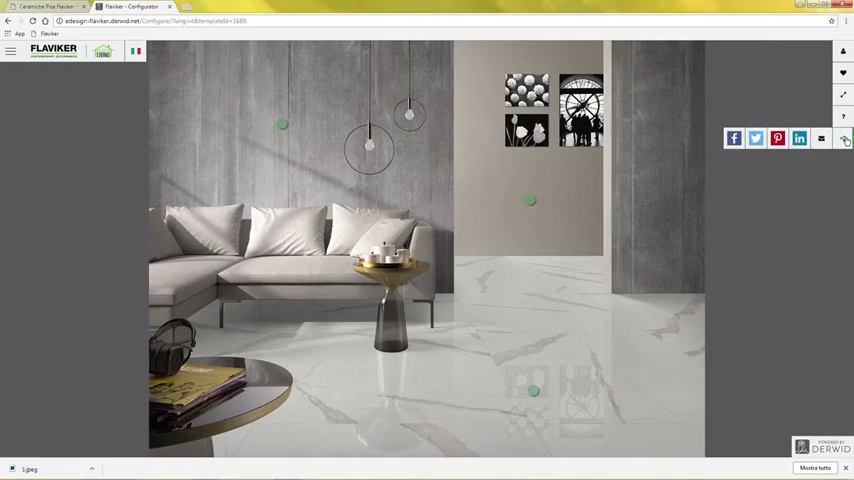 Ceramiche Pisa Flaviker
Flaviker - Configurator
edesign-flaviker.derwid.net/Configure/?lang=it&templateId=1689
App
Flaviker
FLAVIKER
LIVING
?
POWERED BY
DERWID
3.jpeg
Mostra tutto